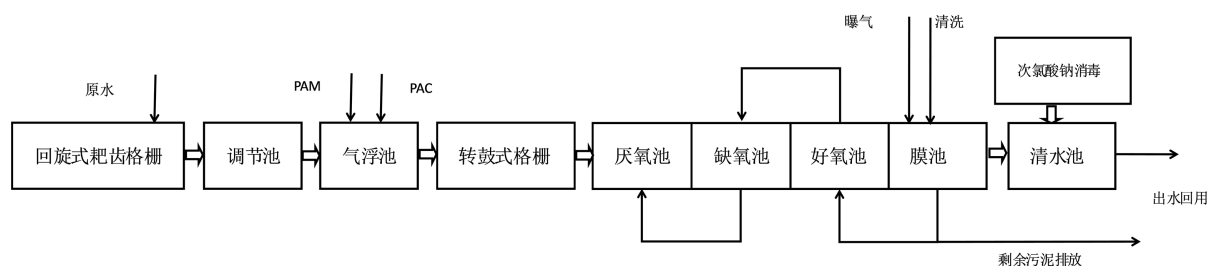 曝气
清洗
次氯酸钠消毒
原水
PAM
PAC
回旋式耙齿格栅
调节池
气浮池
转鼓式格栅
厌氧池
缺氧池
好氧池
膜池
清水池
出水回用
剩余污泥排放